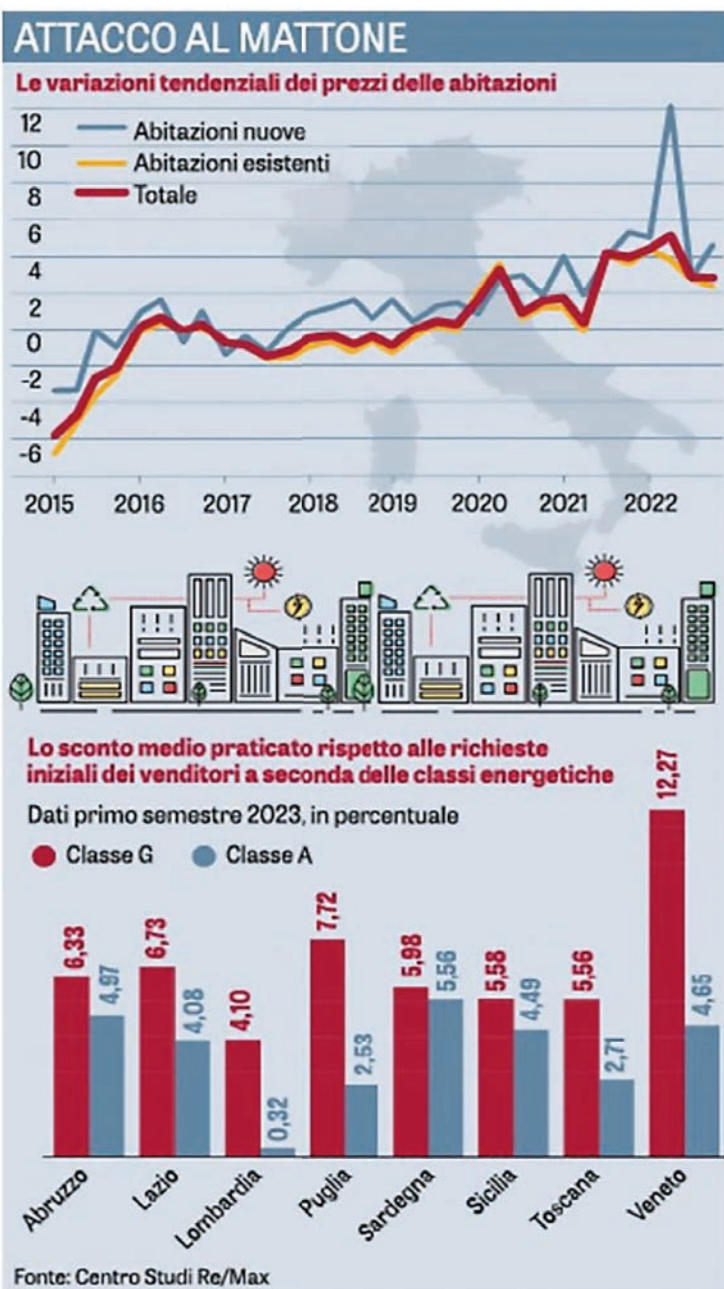 ATTACCO AL MATTONE
Le variazioni tendenziali dei prezzi delle abitazioni
12
10
8
6
4
2
0
-2
-4
-6
Abitazioni nuove
Abitazioni esistenti
Totale
2015 2016 2017 2018 2019 2020 2021 2022
Lo sconto medio praticato rispetto alle richieste
iniziali dei venditori a seconda delle classi energetiche
Dati primo semestre 2023, in percentuale
Classe G Classe A
6,33 4,97 6,73 4,08 4,10 0,32 7,72 2,53 5,98 5,56 5,58 4,49 5,56 2,71 12,27 4,65
Abruzzo Lazio Lombardia Puglia Sardegna Sicilia Toscana Veneto
Fonte: Centro Studi Re/Max